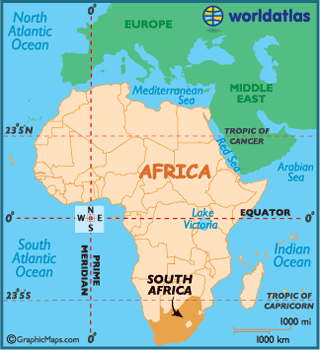 0°
North
Atlantic
Ocean
EUROPE
worldatlas
Mediterranean
Sea
MIDDLE
EAST
23°5'N
TROPIC OF
CANCER
Red Sea
AFRICA
Arabian
Sea
N
W E
S
0°
Lake
Victoria
EQUATOR
0°
South
Atlantic
Ocean
PRIME
MERIDIAN
Indian
Ocean
SOUTH
AFRICA
23°5'S
TROPIC OF
CAPRICORN
1000 mi
1000 km
©GraphicMaps.com
0°